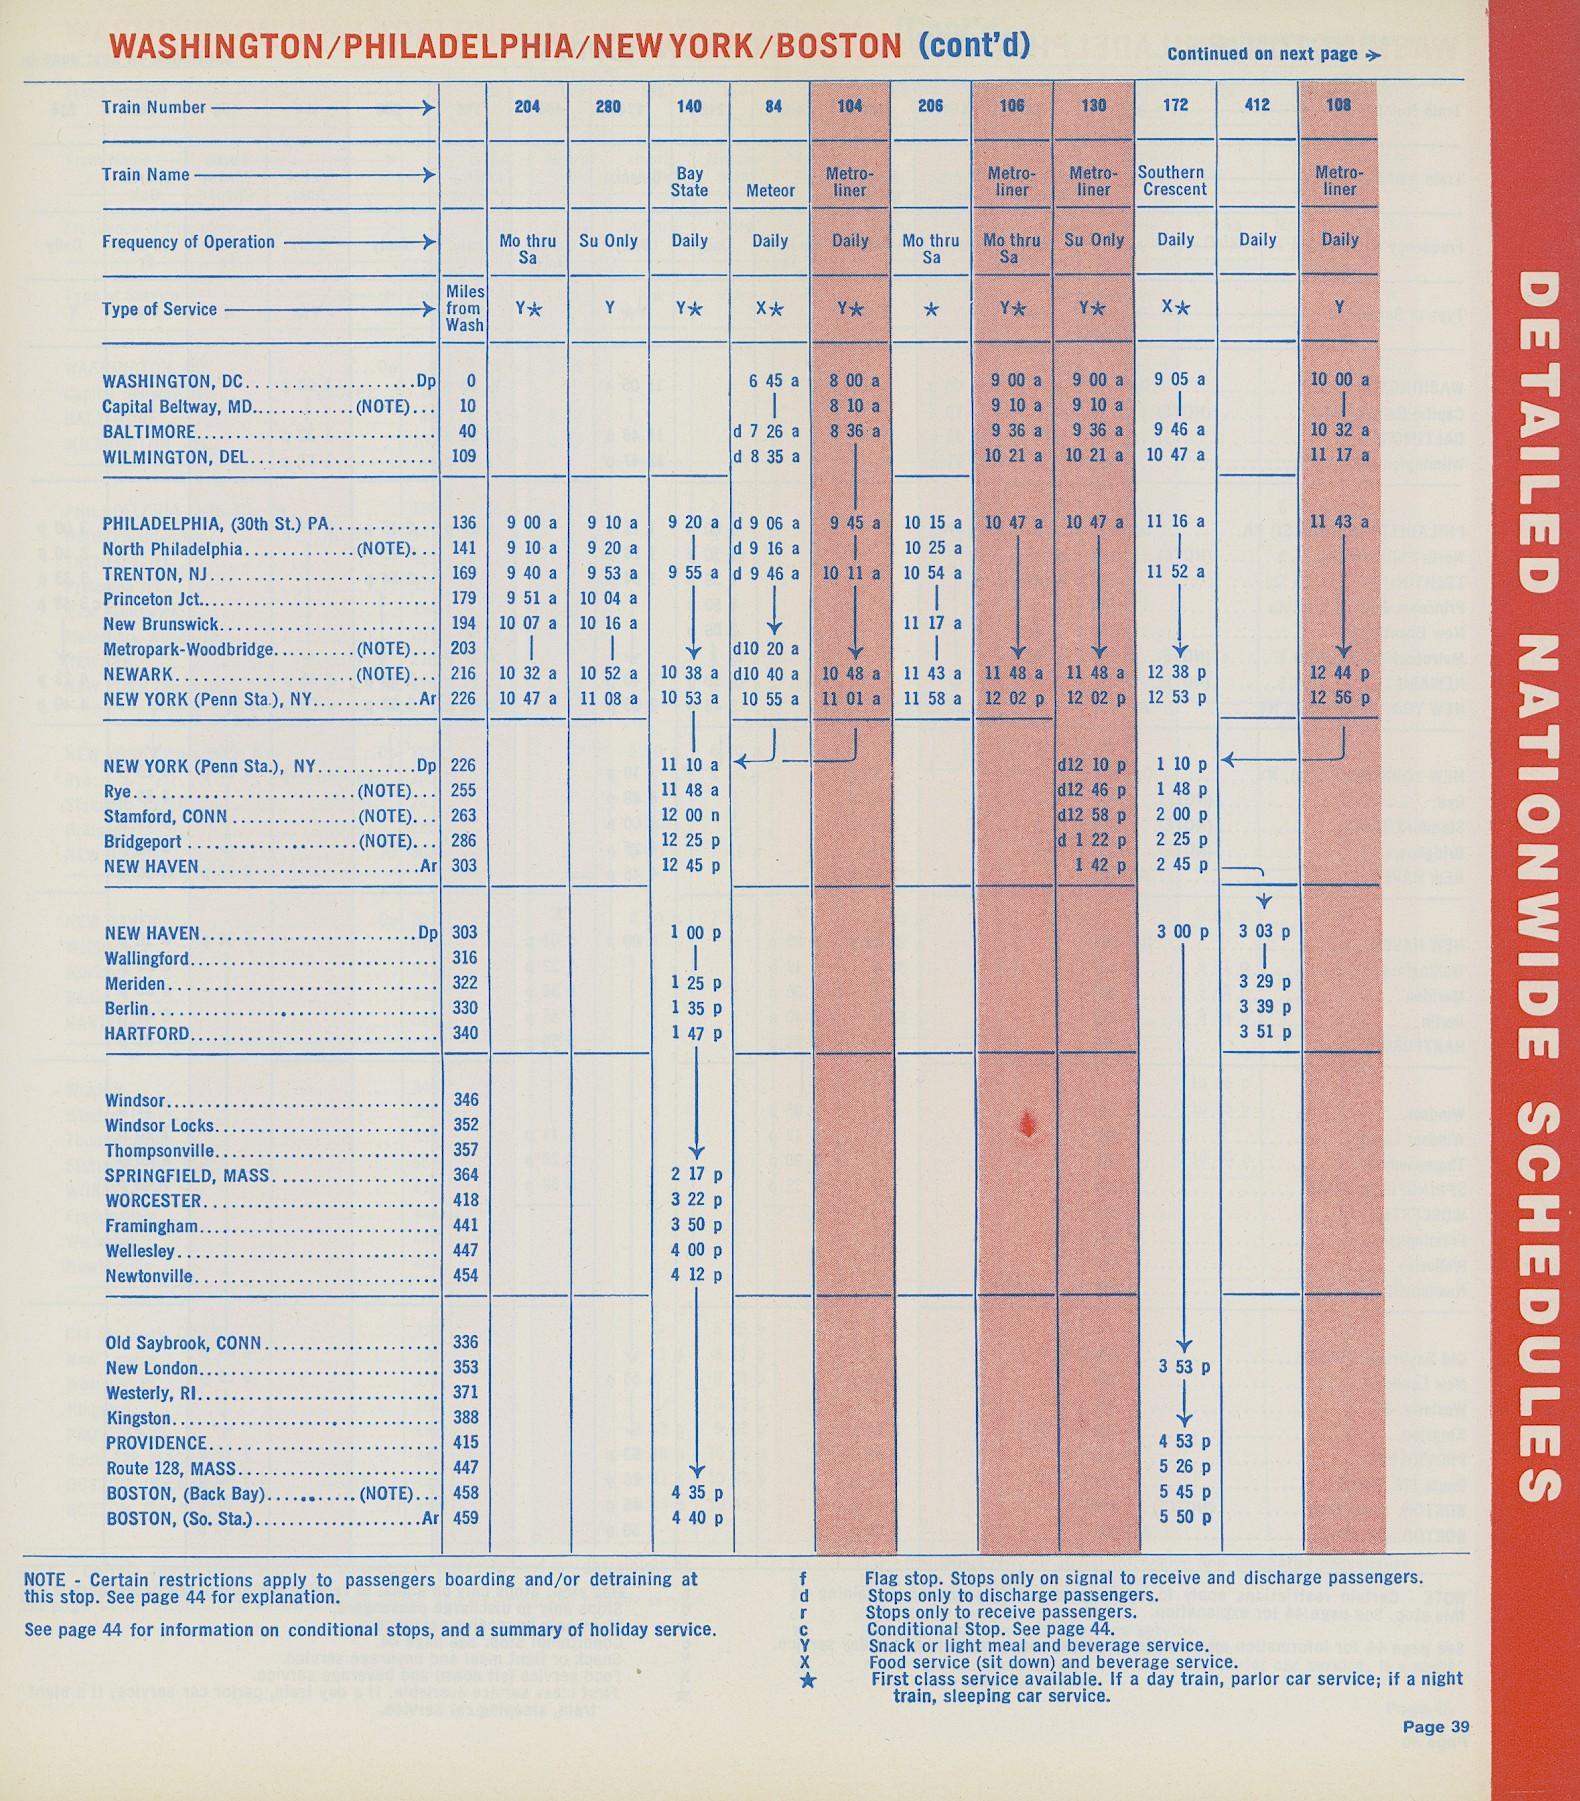 WASHINGTON/PHILADELPHIA/NEW YORK/BOSTON (cont'd)
Continued on next page
Train Number 204 280 140 84 104 206 106 130 172 412 108
Train Name Bay State Meteor Metro-liner Metro-liner Metro-liner Southern Crescent Metro-liner
Frequency of Operation Mo thru Sa Su Only Daily Daily Daily Mo thru Sa Mo thru Sa Su Only Daily Daily Daily
Type of Service Miles from Wash Y★ Y Y★ X★ Y★ ★ Y★ Y★ X★ Y
WASHINGTON, DC....................Dp 0 6 45 a 8 00 a 9 00 a 9 00 a 9 05 a 10 00 a
Capital Beltway, MD............(NOTE)... 10 8 10 a 9 10 a 9 10 a
BALTIMORE............................ 40 d 7 26 a 8 36 a 9 36 a 9 36 a 9 46 a 10 32 a
WILMINGTON, DEL...................... 109 d 8 35 a 10 21 a 10 21 a 10 47 a 11 17 a
PHILADELPHIA, (30th St.) PA............. 136 9 00 a 9 10 a 9 20 a d 9 06 a 9 45 a 10 15 a 10 47 a 10 47 a 11 16 a 11 43 a
North Philadelphia............(NOTE)... 141 9 10 a 9 20 a d 9 16 a 10 25 a
TRENTON, NJ........................... 169 9 40 a 9 53 a 9 55 a d 9 46 a 10 11 a 10 54 a 11 52 a
Princeton Jct............................ 179 9 51 a 10 04 a
New Brunswick.......................... 194 10 07 a 10 16 a 11 17 a
Metropark-Woodbridge.........(NOTE)... 203 d10 20 a
NEWARK......................(NOTE)... 216 10 32 a 10 52 a 10 38 a d10 40 a 10 48 a 11 43 a 11 48 a 11 48 a 12 38 p 12 44 p
NEW YORK (Penn Sta.), NY.............Ar 226 10 47 a 11 08 a 10 53 a 10 55 a 11 01 a 11 58 a 12 02 p 12 02 p 12 53 p 12 56 p
NEW YORK (Penn Sta.), NY............Dp 226 11 10 a d12 10 p 1 10 p
Rye...........................(NOTE)... 255 11 48 a d12 46 p 1 48 p
Stamford, CONN..............(NOTE)... 263 12 00 n d12 58 p 2 00 p
Bridgeport....................(NOTE)... 286 12 25 p d 1 22 p 2 25 p
NEW HAVEN..........................Ar 303 12 45 p 1 42 p 2 45 p
NEW HAVEN..........................Dp 303 1 00 p 3 00 p 3 03 p
Wallingford............................. 316
Meriden................................ 322 1 25 p 3 29 p
Berlin.................................. 330 1 35 p 3 39 p
HARTFORD............................. 340 1 47 p 3 51 p
Windsor................................ 346
Windsor Locks.......................... 352
Thompsonville.......................... 357
SPRINGFIELD, MASS.................... 364 2 17 p
WORCESTER........................... 418 3 22 p
Framingham............................ 441 3 50 p
Wellesley............................... 447 4 00 p
Newtonville............................. 454 4 12 p
Old Saybrook, CONN..................... 336
New London............................ 353 3 53 p
Westerly, RI............................ 371
Kingston............................... 388
PROVIDENCE........................... 415 4 53 p
Route 128, MASS........................ 447 5 26 p
BOSTON, (Back Bay)...........(NOTE)... 458 4 35 p 5 45 p
BOSTON, (So. Sta.)....................Ar 459 4 40 p 5 50 p
NOTE - Certain restrictions apply to passengers boarding and/or detraining at
this stop. See page 44 for explanation.
See page 44 for information on conditional stops, and a summary of holiday service.
f Flag stop. Stops only on signal to receive and discharge passengers.
d Stops only to discharge passengers.
r Stops only to receive passengers.
c Conditional Stop. See page 44.
Y Snack or light meal and beverage service.
X Food service (sit down) and beverage service.
★ First class service available. If a day train, parlor car service; if a night
train, sleeping car service.
Page 39
DETAILED NATIONWIDE SCHEDULES